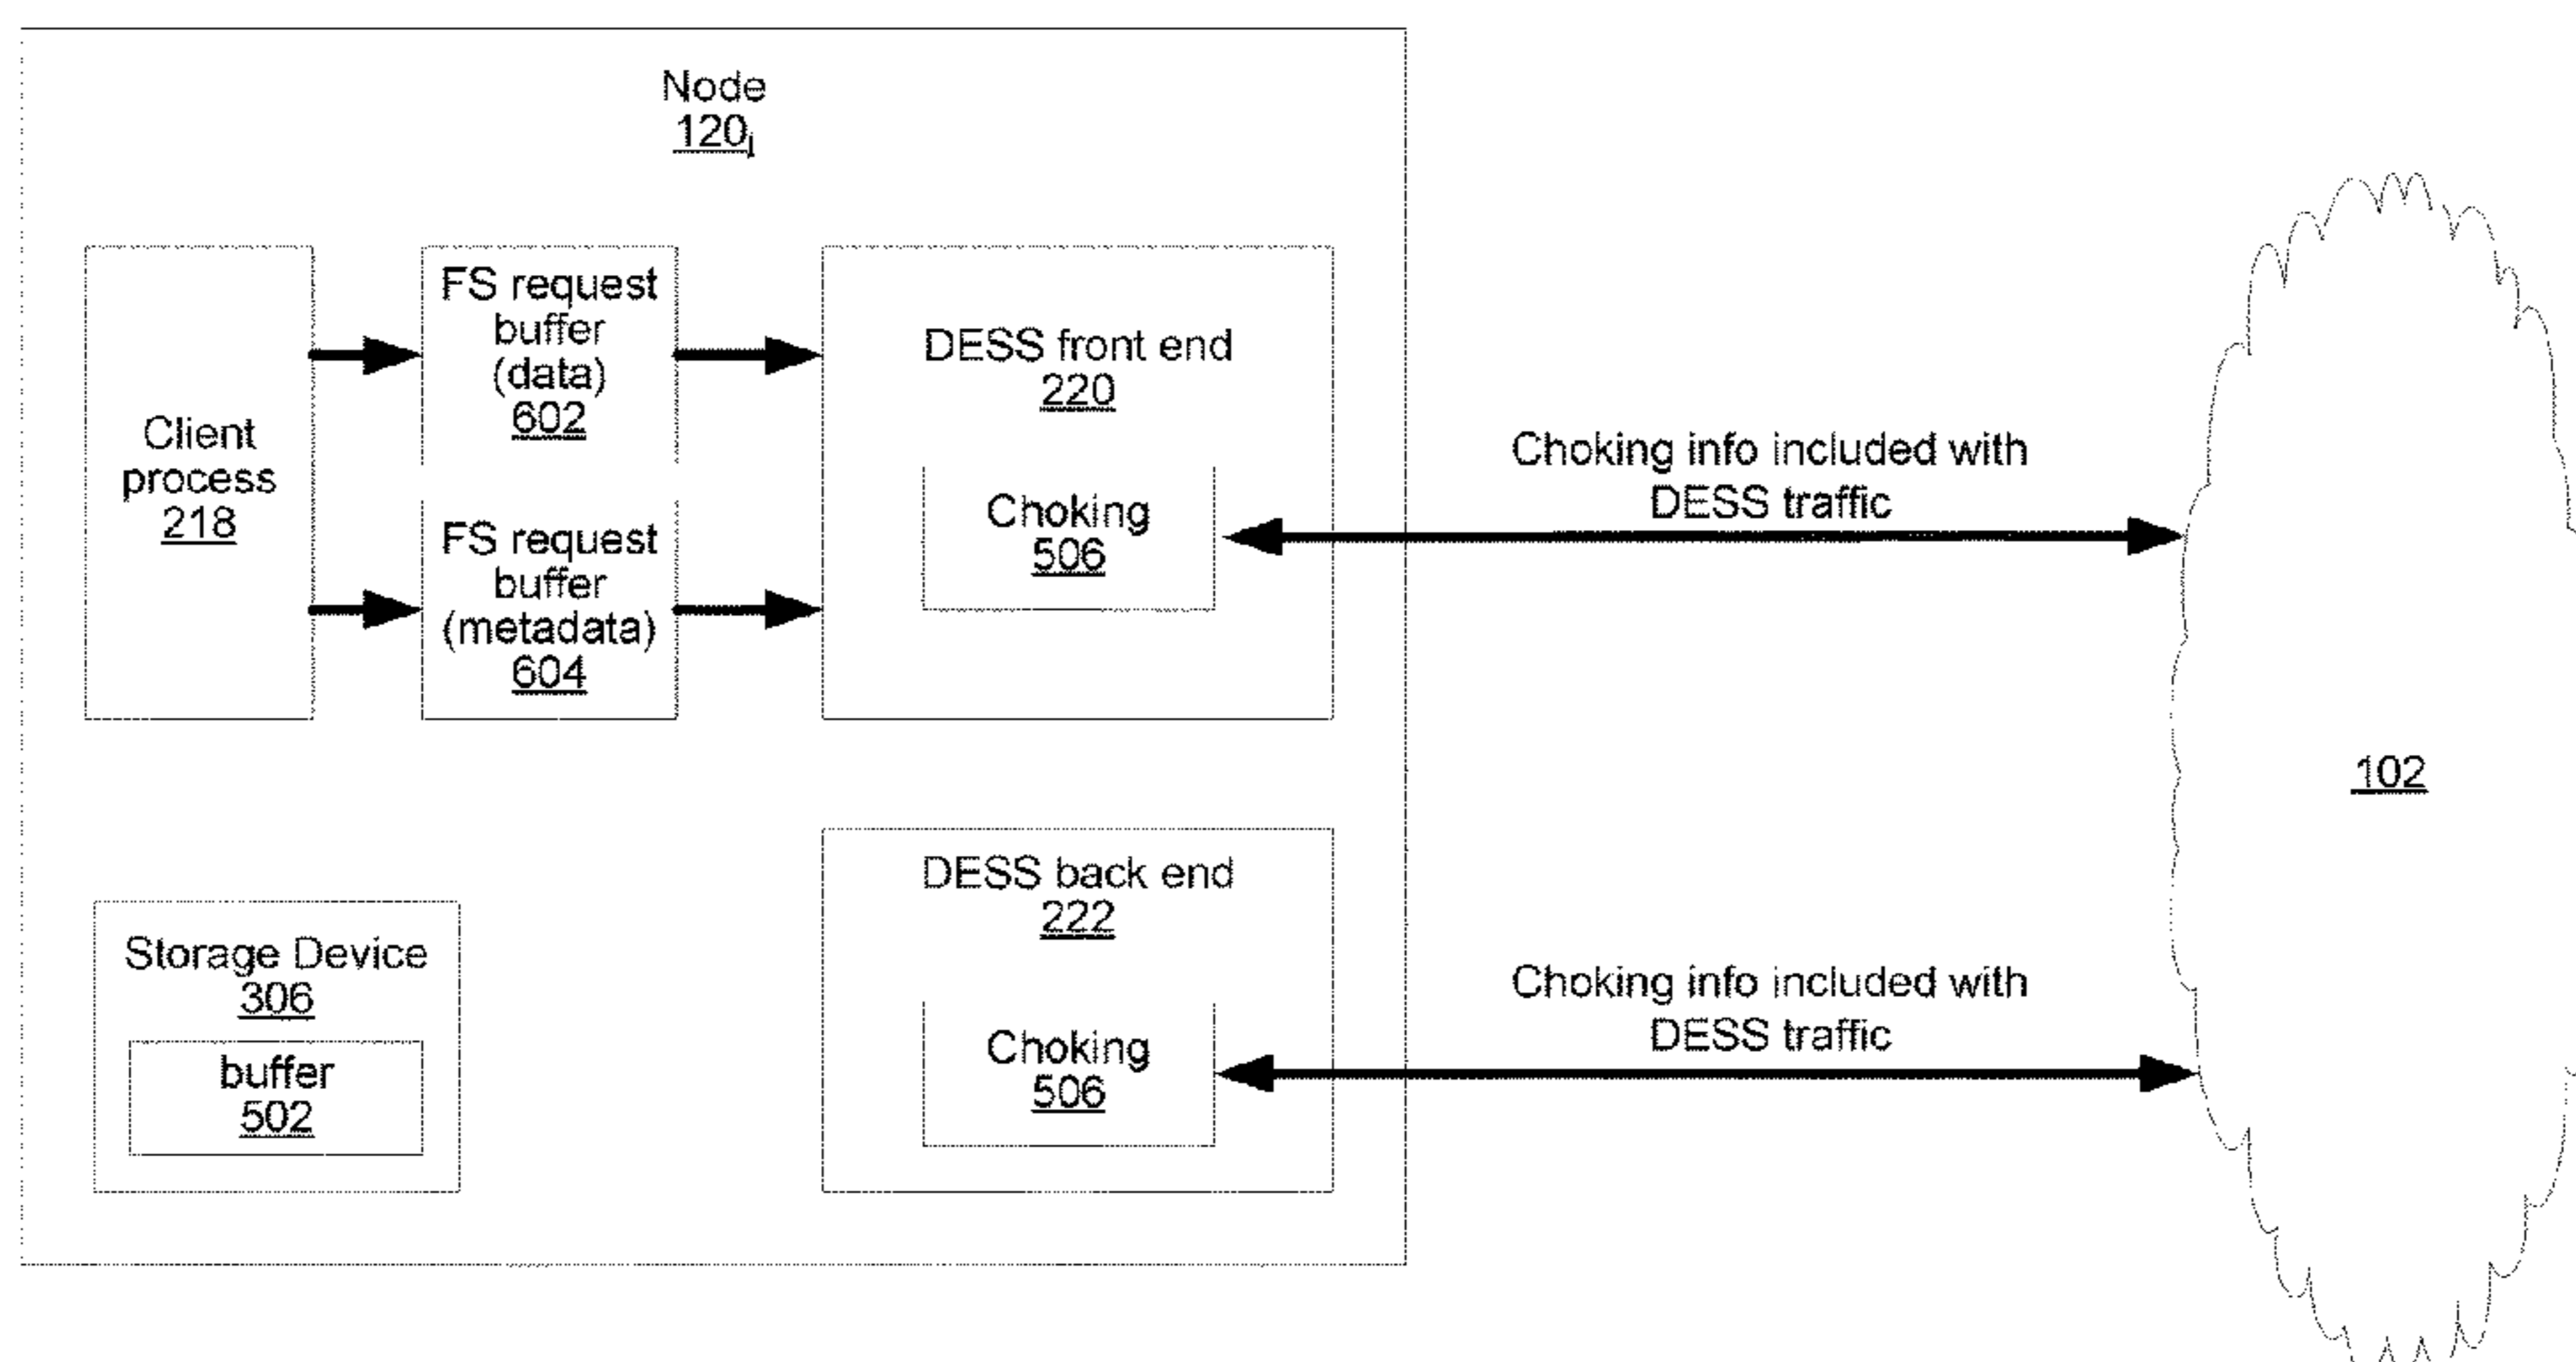 Node
120j
Client
process
218
FS request
buffer
(data)
602
FS request
buffer
(metadata)
604
DESS front end
220
Choking
506
Choking info included with
DESS traffic
102
Storage Device
306
buffer
502
DESS back end
222
Choking
506
Choking info included with
DESS traffic